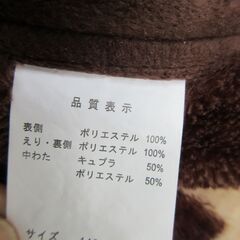 品質表示
表側 ポリエステル 100%
えり・裏側 ポリエステル 100%
中わた キュプラ 50%
ポリエステル 50%
サイズ